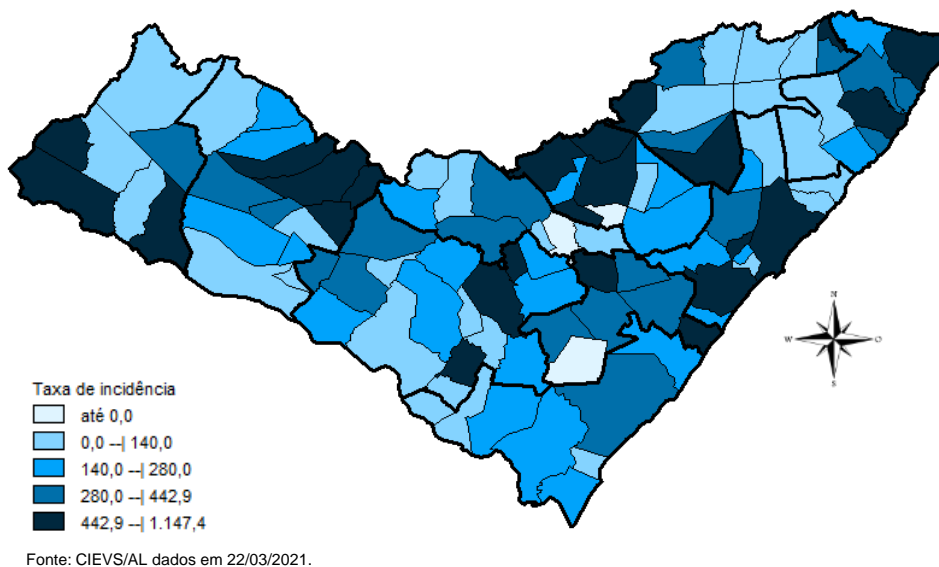 N
W
O
S
Taxa de incidência
até 0,0
0,0 --| 140,0
140,0 --| 280,0
280,0 --| 442,9
442,9 --| 1.147,4
Fonte: CIEVS/AL dados em 22/03/2021.